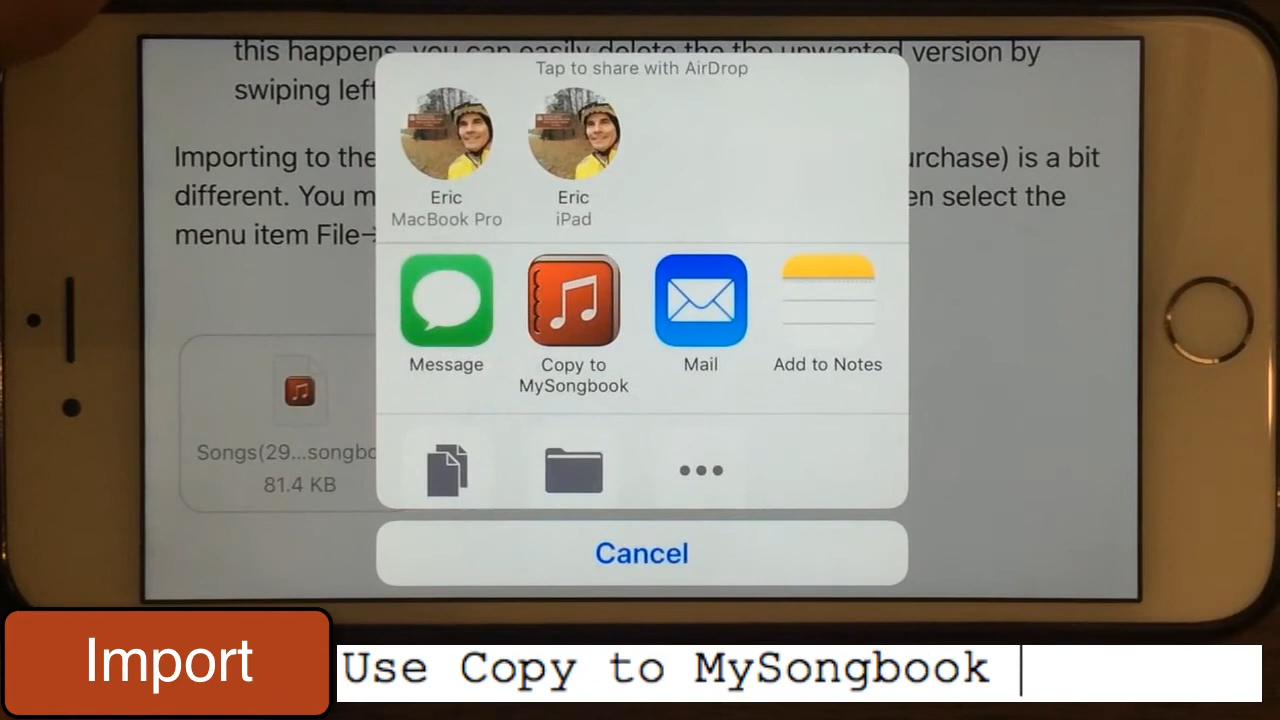 this happens, you can easily delete the the unwanted version by
swiping left
Importing to the
urchase) is a bit
different. You m
en select the
menu item File→
Tap to share with AirDrop
Eric
MacBook Pro
Eric
iPad
Message
Copy to
MySongbook
Mail
Add to Notes
Songs(29...songbo
81.4 KB
Cancel
Import
Use Copy to MySongbook